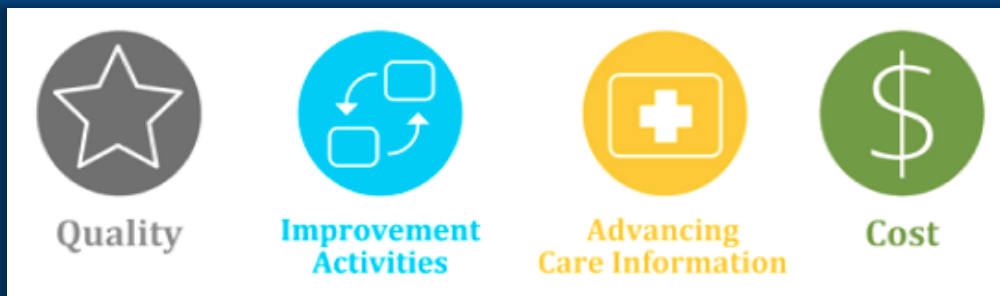 Quality
Improvement
Activities
Advancing
Care Information
Cost